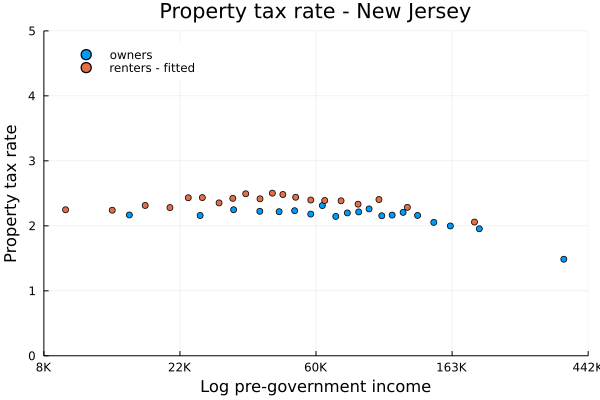 Property tax rate - New Jersey
5
owners
renters - fitted
4
3
2
1
0
Property tax rate
8K 22K 60K 163K 442K
Log pre-government income